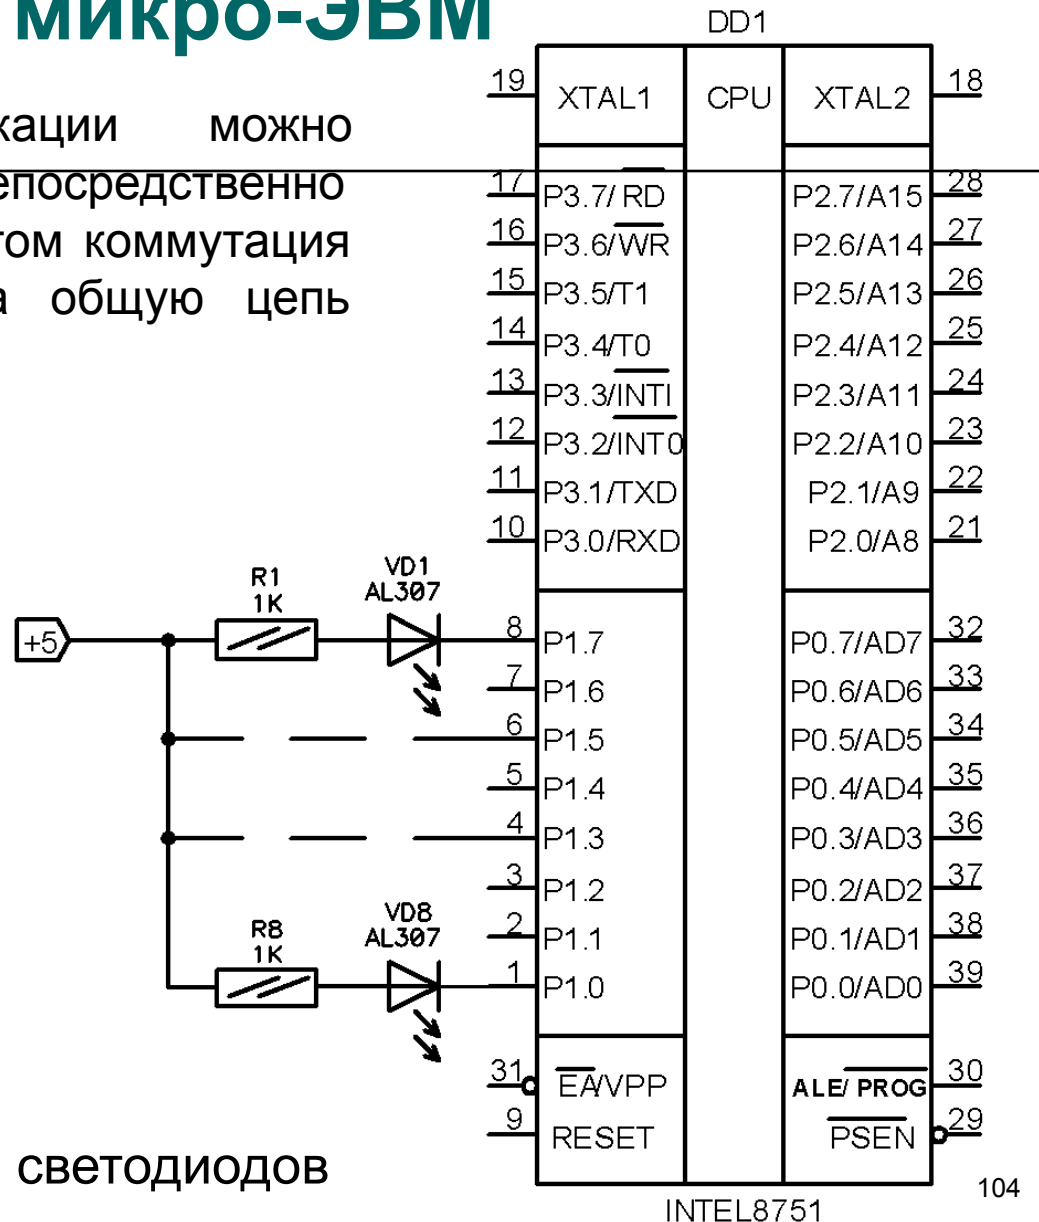 микро-ЭВМ
кации можно
епосредственно
том коммутация
а общую цепь
DD1
19 XTAL1 CPU XTAL2 18
17 P3.7/ RD P2.7/A15 28
16 P3.6/WR P2.6/A14 27
15 P3.5/T1 P2.5/A13 26
14 P3.4/T0 P2.4/A12 25
13 P3.3/INTI P2.3/A11 24
12 P3.2/INT0 P2.2/A10 23
11 P3.1/TXD P2.1/A9 22
10 P3.0/RXD P2.0/A8 21
R1
1K
VD1
AL307
+5
8 P1.7 P0.7/AD7 32
7 P1.6 P0.6/AD6 33
6 P1.5 P0.5/AD5 34
5 P1.4 P0.4/AD4 35
4 P1.3 P0.3/AD3 36
3 P1.2 P0.2/AD2 37
R8
1K
VD8
AL307
2 P1.1 P0.1/AD1 38
1 P1.0 P0.0/AD0 39
31 EA/VPP ALE/ PROG 30
9 RESET PSEN 29
светодиодов
INTEL8751
104